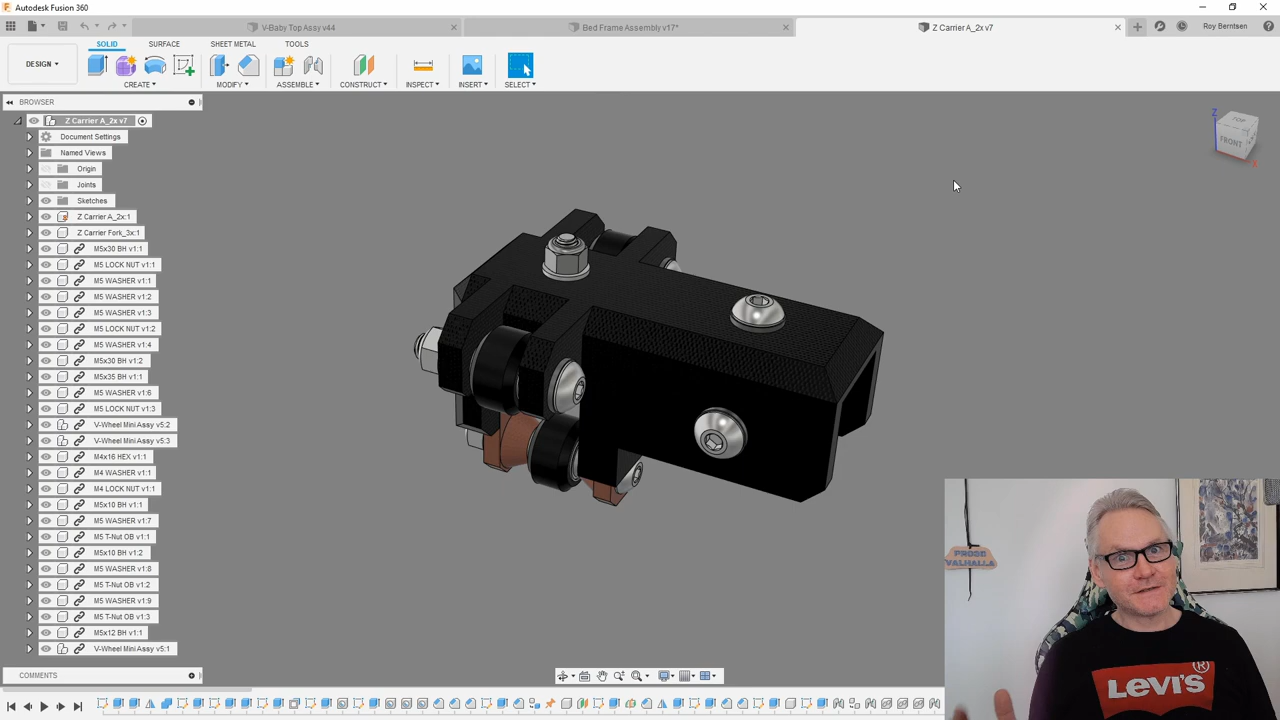 Autodesk Fusion 360
V-Baby Top Assy v44
Bed Frame Assembly v17*
Z Carrier A_2x v7
Roy Berntsen
DESIGN
SOLID
SURFACE
SHEET METAL
TOOLS
CREATE
MODIFY
ASSEMBLE
CONSTRUCT
INSPECT
INSERT
SELECT
BROWSER
Z Carrier A_2x v7
Document Settings
Named Views
Origin
Joints
Sketches
Z Carrier A_2x:1
Z Carrier Fork_3x:1
M5x30 BH v1:1
M5 LOCK NUT v1:1
M5 WASHER v1:1
M5 WASHER v1:2
M5 WASHER v1:3
M5 LOCK NUT v1:2
M5 WASHER v1:4
M5x30 BH v1:2
M5x35 BH v1:1
M5 WASHER v1:6
M5 LOCK NUT v1:3
V-Wheel Mini Assy v5:2
V-Wheel Mini Assy v5:3
M4x16 HEX v1:1
M4 WASHER v1:1
M4 LOCK NUT v1:1
M5x10 BH v1:1
M5 WASHER v1:7
M5 T-Nut OB v1:1
M5x10 BH v1:2
M5 WASHER v1:8
M5 T-Nut OB v1:2
M5 WASHER v1:9
M5 T-Nut OB v1:3
M5x12 BH v1:1
V-Wheel Mini Assy v5:1
COMMENTS
Z
TOP
FRONT
X
PROBE
VALHALLA
LEVI'S
®